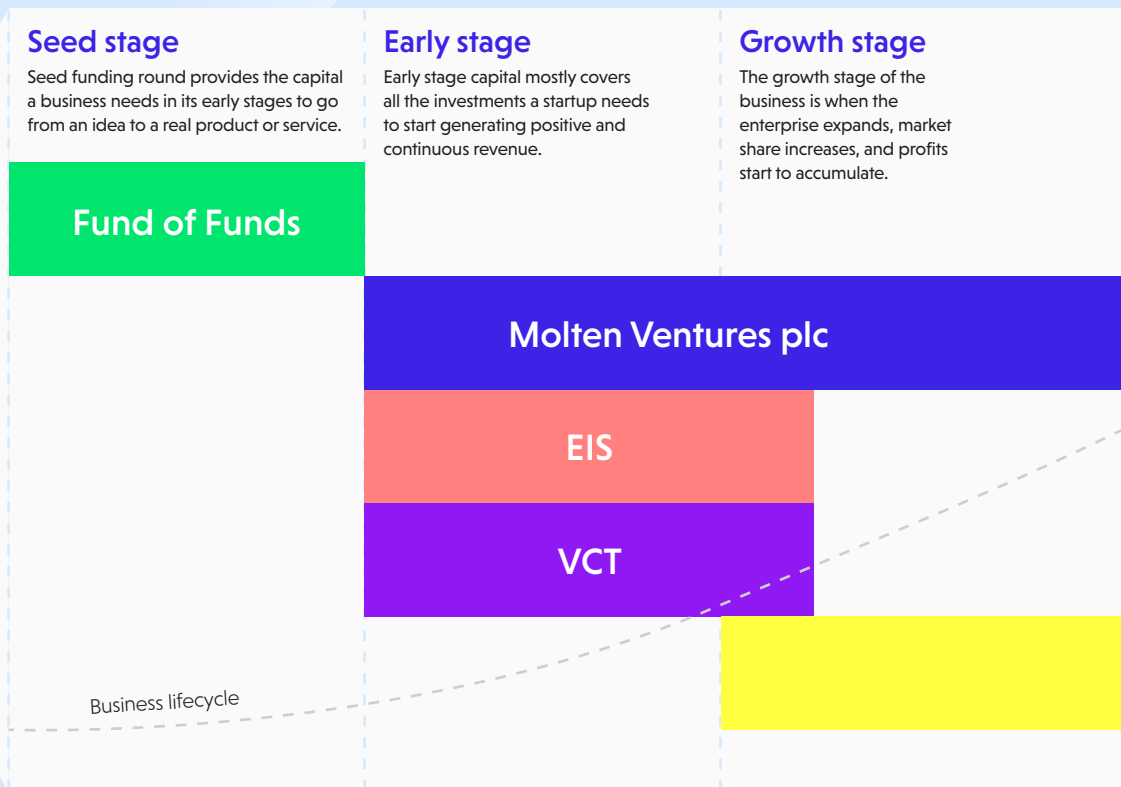 Seed stage
Seed funding round provides the capital
a business needs in its early stages to go
from an idea to a real product or service.
Early stage
Early stage capital mostly covers
all the investments a startup needs
to start generating positive and
continuous revenue.
Growth stage
The growth stage of the
business is when the
enterprise expands, market
share increases, and profits
start to accumulate.
Fund of Funds
Molten Ventures plc
EIS
VCT
Business lifecycle